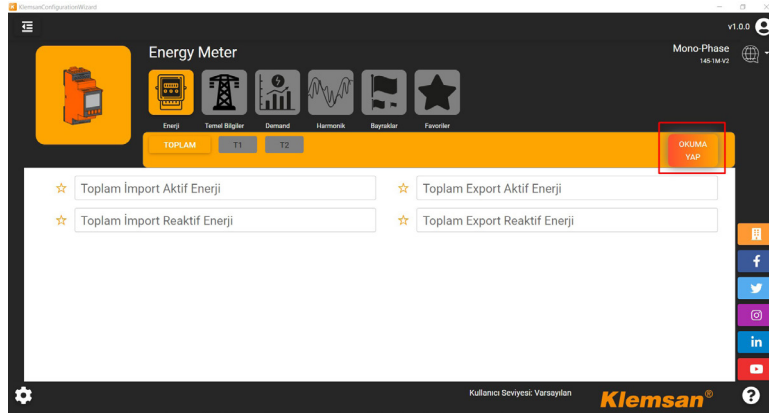 KlemsanConfigurationWizard
v1.0.0
Energy Meter
Mono-Phase
145-1M-V2
Enerji
Temel Bilgiler
Demand
Harmonik
Bayraklar
Favoriler
TOPLAM
T1
T2
OKUMA
YAP
Toplam İmport Aktif Enerji
Toplam Export Aktif Enerji
Toplam İmport Reaktif Enerji
Toplam Export Reaktif Enerji
f
in
Kullanıcı Seviyesi: Varsayılan
Klemsan®
?